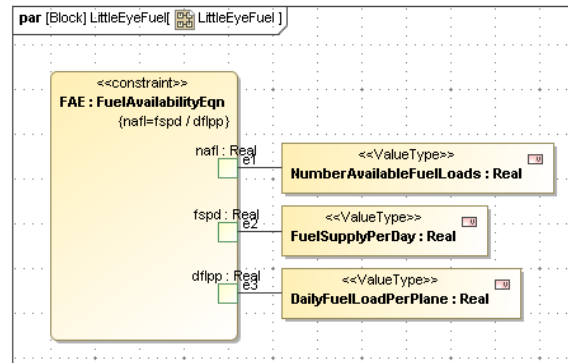 par [Block] LittleEyeFuel[ LittleEyeFuel ]
<<constraint>>
FAE : FuelAvailabilityEqn
{nafl=fspd / dflpp}
nafl : Real
e1
<<ValueType>>
NumberAvailableFuelLoads : Real
fspd : Real
e2
<<ValueType>>
FuelSupplyPerDay : Real
dflpp : Real
e3
<<ValueType>>
DailyFuelLoadPerPlane : Real